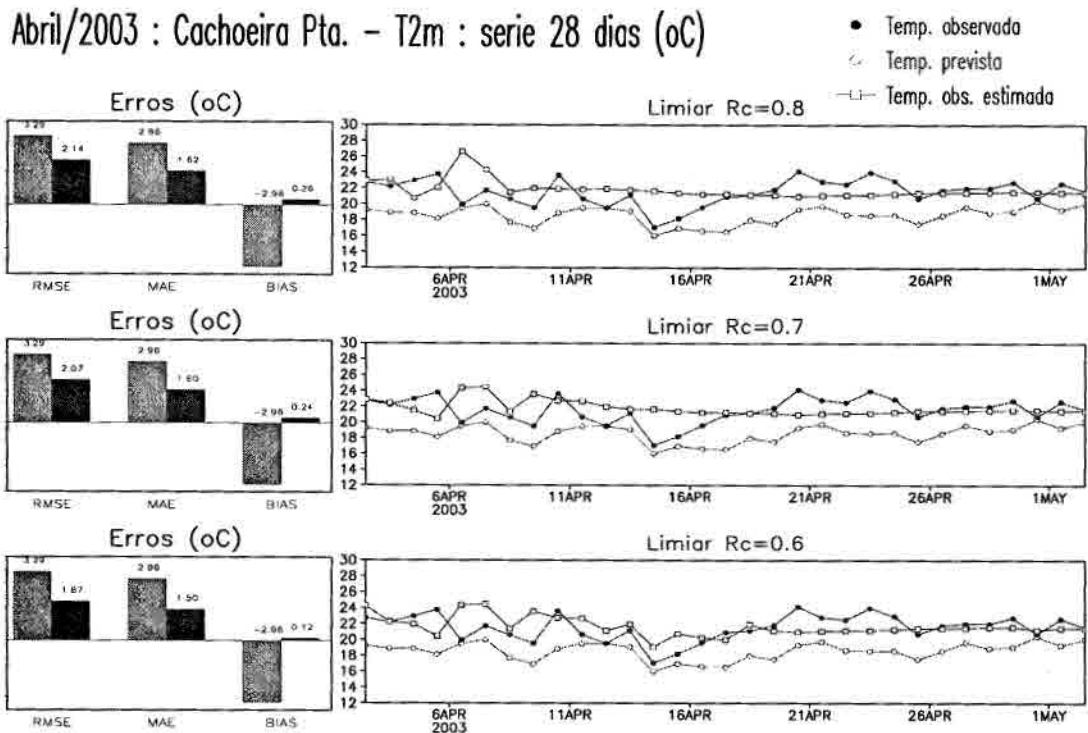 Abril/2003 : Cachoeira Pta. - T2m : serie 28 dias (oC)
Temp. observada
Temp. prevista
Temp. obs. estimada
Erros (oC)
3.29
2.14
2.96
1.62
-2.96
0.26
RMSE
MAE
BIAS
Limiar Rc=0.8
30
28
26
24
22
20
18
16
14
12
6APR
2003
11APR
16APR
21APR
26APR
1MAY
Erros (oC)
3.29
2.07
2.96
1.60
-2.96
0.24
RMSE
MAE
BIAS
Limiar Rc=0.7
30
28
26
24
22
20
18
16
14
12
6APR
2003
11APR
16APR
21APR
26APR
1MAY
Erros (oC)
3.29
1.87
2.96
1.50
-2.96
0.12
RMSE
MAE
BIAS
Limiar Rc=0.6
30
28
26
24
22
20
18
16
14
12
6APR
2003
11APR
16APR
21APR
26APR
1MAY